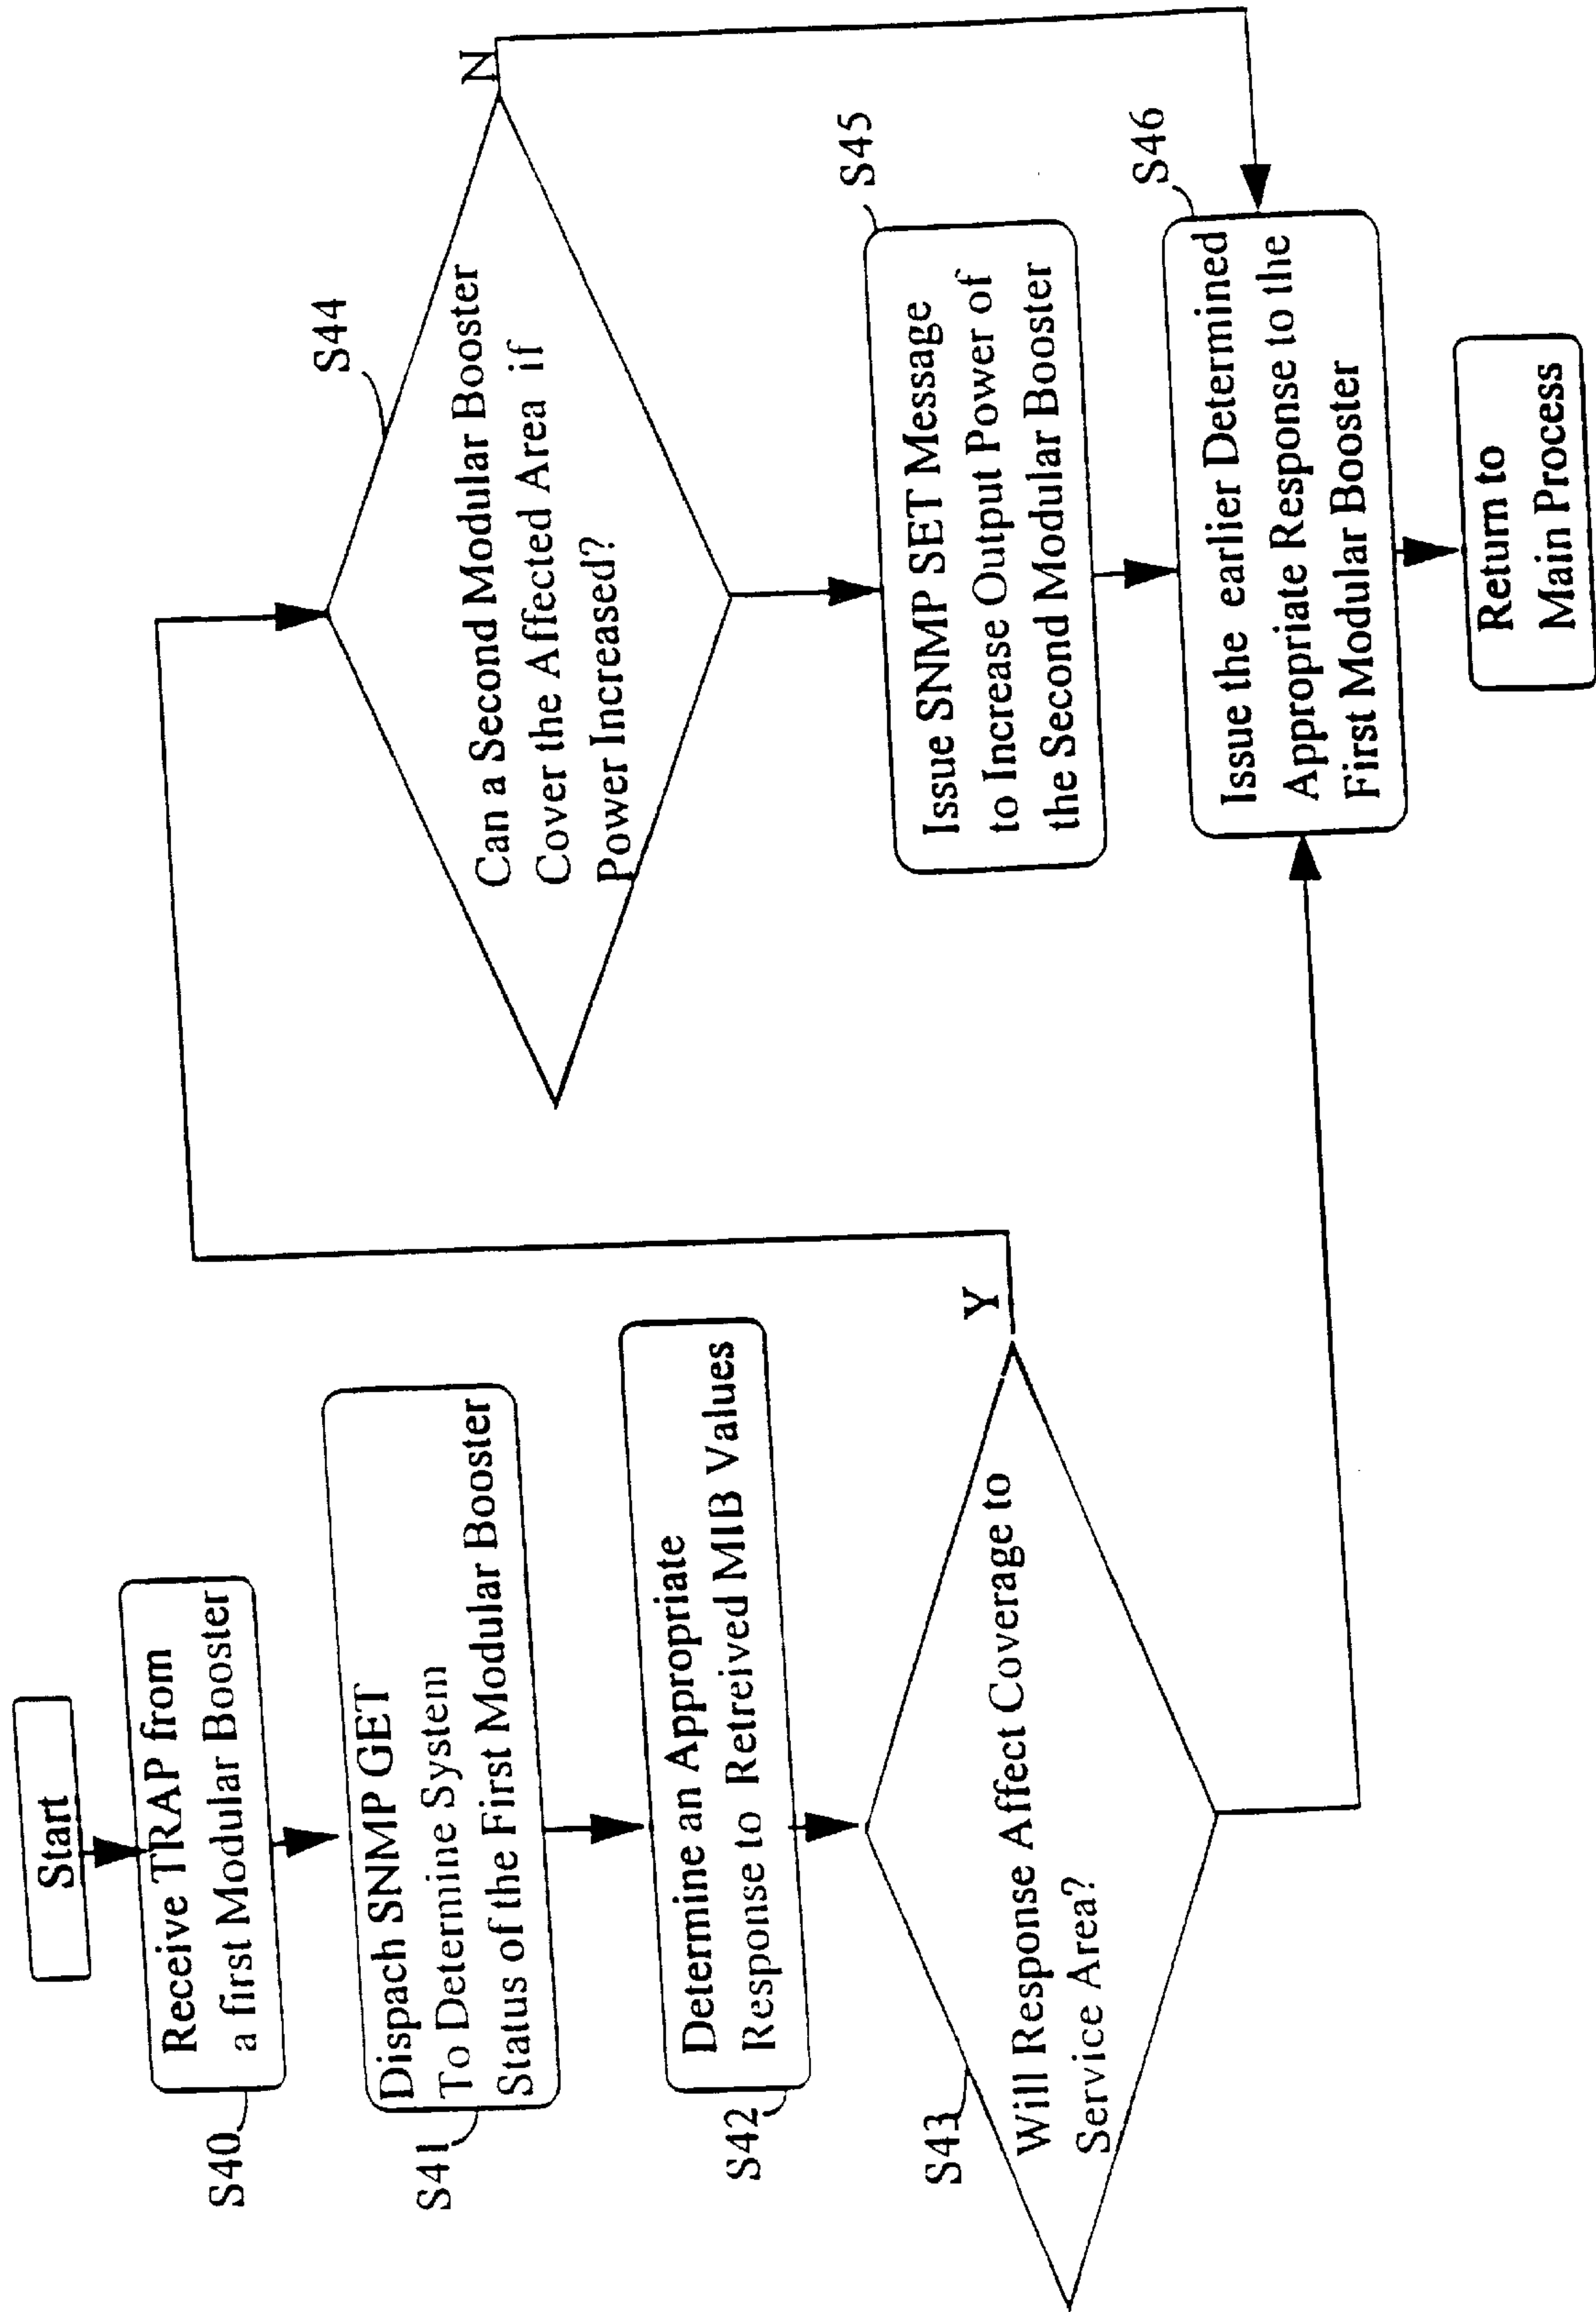 Start
Receive TRAP from
a first Modular Booster
S40
Dispach SNMP GET
To Determine System
Status of the First Modular Booster
S41
Determine an Appropriate
Response to Retreived MIB Values
S42
Will Response Affect Coverage to
Service Area?
S43
Y
Can a Second Modular Booster
Cover the Affected Area if
Power Increased?
S44
N
Issue SNMP SET Message
to Increase Output Power of
the Second Modular Booster
S45
Issue the earlier Determined
Appropriate Response to the
First Modular Booster
S46
Return to
Main Process